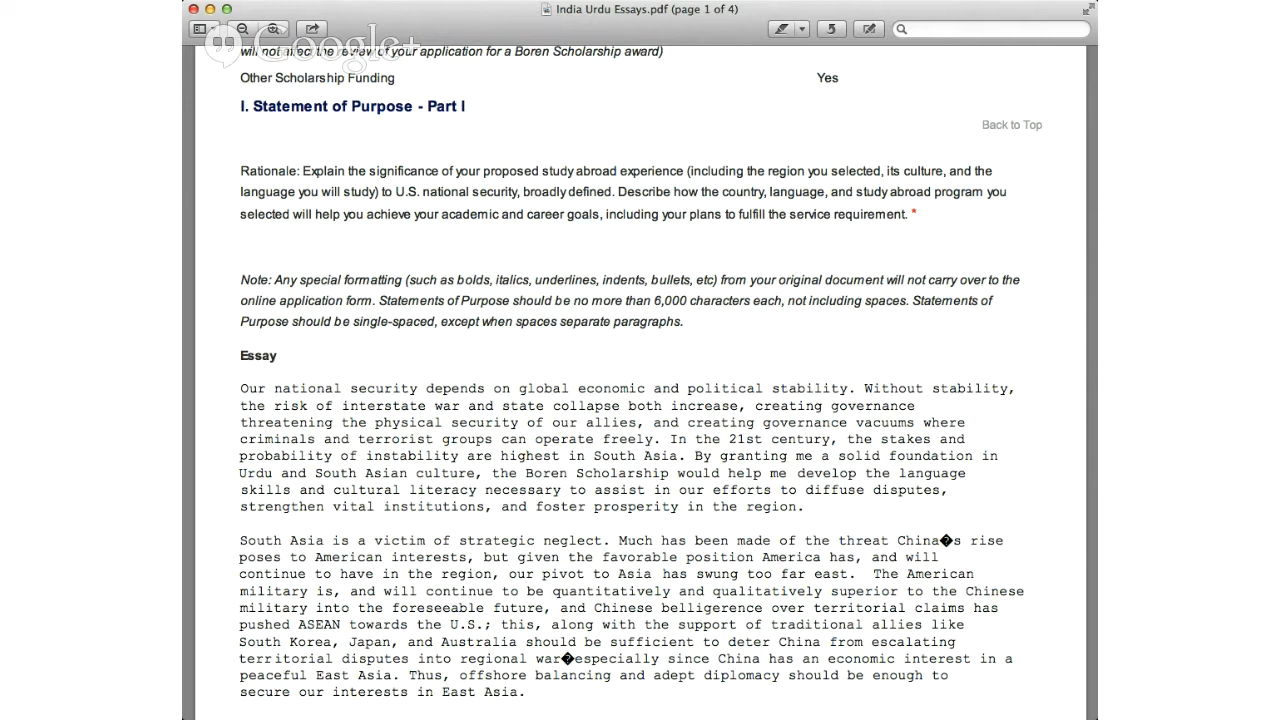 India Urdu Essays.pdf (page 1 of 4)
Google+
will not affect the review of your application for a Boren Scholarship award)
Other Scholarship Funding Yes
I. Statement of Purpose - Part I
Back to Top
Rationale: Explain the significance of your proposed study abroad experience (including the region you selected, its culture, and the
language you will study) to U.S. national security, broadly defined. Describe how the country, language, and study abroad program you
selected will help you achieve your academic and career goals, including your plans to fulfill the service requirement. *
Note: Any special formatting (such as bolds, italics, underlines, indents, bullets, etc) from your original document will not carry over to the
online application form. Statements of Purpose should be no more than 6,000 characters each, not including spaces. Statements of
Purpose should be single-spaced, except when spaces separate paragraphs.
Essay
Our national security depends on global economic and political stability. Without stability,
the risk of interstate war and state collapse both increase, creating governance
threatening the physical security of our allies, and creating governance vacuums where
criminals and terrorist groups can operate freely. In the 21st century, the stakes and
probability of instability are highest in South Asia. By granting me a solid foundation in
Urdu and South Asian culture, the Boren Scholarship would help me develop the language
skills and cultural literacy necessary to assist in our efforts to diffuse disputes,
strengthen vital institutions, and foster prosperity in the region.
South Asia is a victim of strategic neglect. Much has been made of the threat China�s rise
poses to American interests, but given the favorable position America has, and will
continue to have in the region, our pivot to Asia has swung too far east. The American
military is, and will continue to be quantitatively and qualitatively superior to the Chinese
military into the foreseeable future, and Chinese belligerence over territorial claims has
pushed ASEAN towards the U.S.; this, along with the support of traditional allies like
South Korea, Japan, and Australia should be sufficient to deter China from escalating
territorial disputes into regional war�especially since China has an economic interest in a
peaceful East Asia. Thus, offshore balancing and adept diplomacy should be enough to
secure our interests in East Asia.